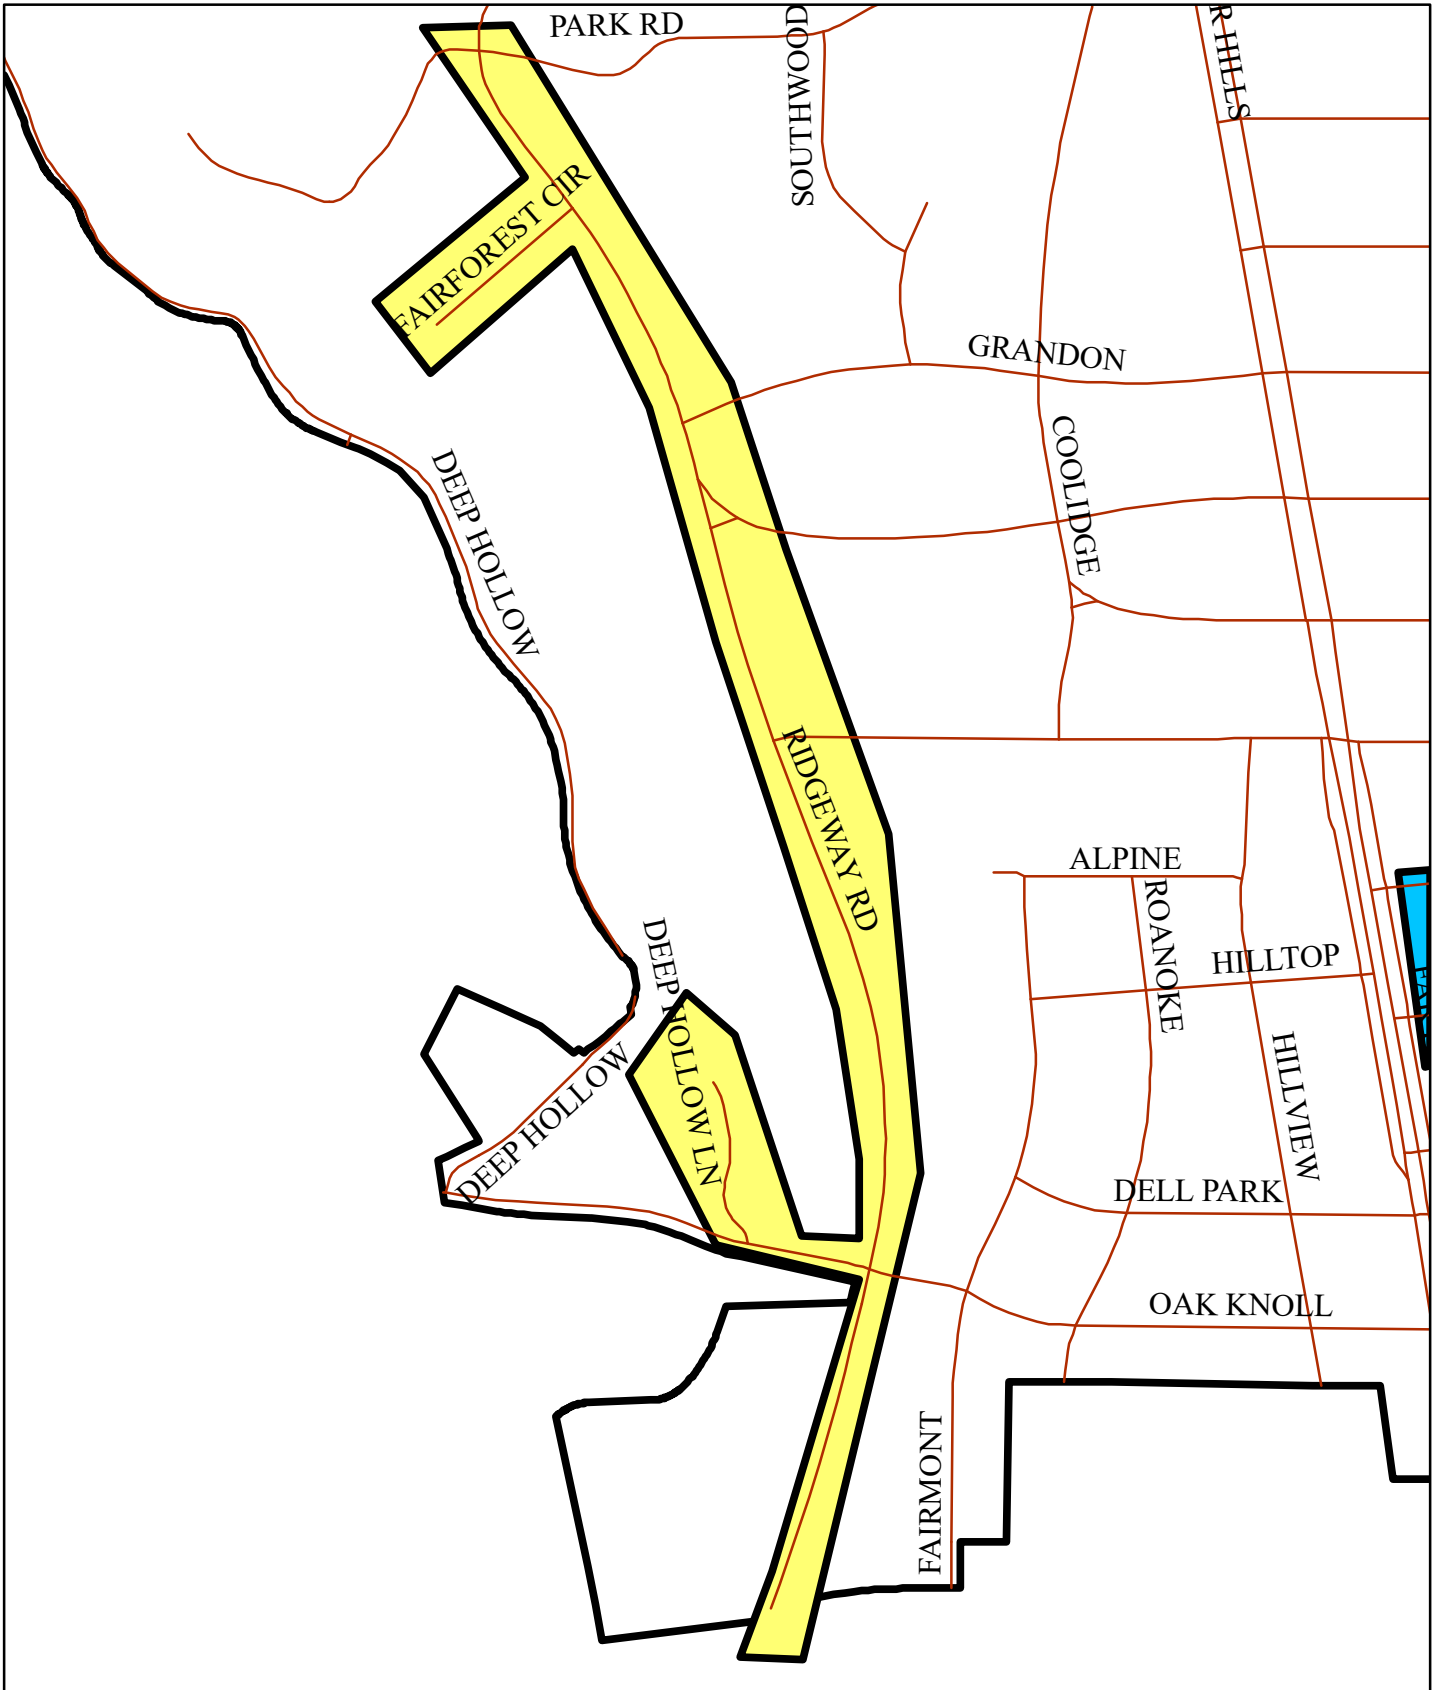 PARK RD
SOUTHWOOD
R HILLS
FAIRFOREST CIR
GRANDON
COOLIDGE
DEEP HOLLOW
RIDGEWAY RD
ALPINE
ROANOKE
HILLTOP
DEEP HOLLOW LN
HILLVIEW
DEEP HOLLOW
DELL PARK
OAK KNOLL
FAIRMONT